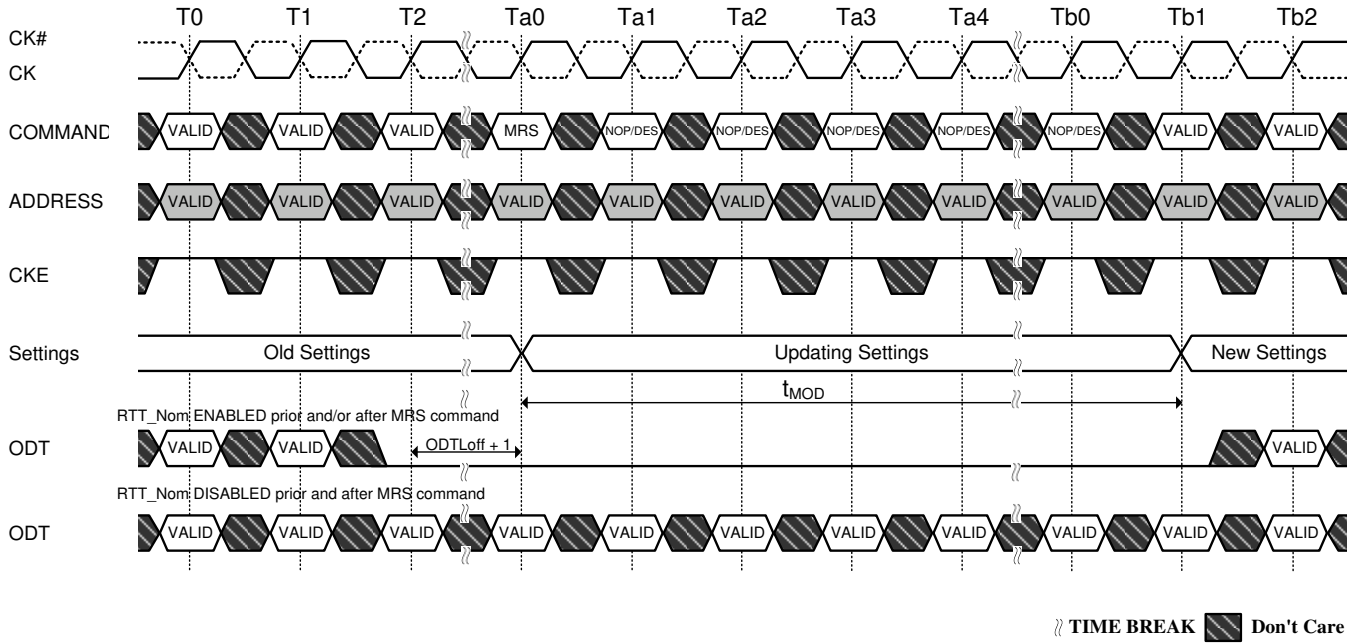 T0 T1 T2 Ta0 Ta1 Ta2 Ta3 Ta4 Tb0 Tb1 Tb2
CK#
CK
COMMAND VALID VALID VALID MRS NOP/DES NOP/DES NOP/DES NOP/DES NOP/DES VALID VALID
ADDRESS VALID VALID VALID VALID VALID VALID VALID VALID VALID VALID VALID
CKE
Settings Old Settings Updating Settings New Settings
tMOD
RTT_Nom ENABLED prior and/or after MRS command
ODT VALID VALID ODTLoff + 1 VALID
RTT_Nom DISABLED prior and after MRS command
ODT VALID VALID VALID VALID VALID VALID VALID VALID VALID VALID VALID
TIME BREAK Don't Care